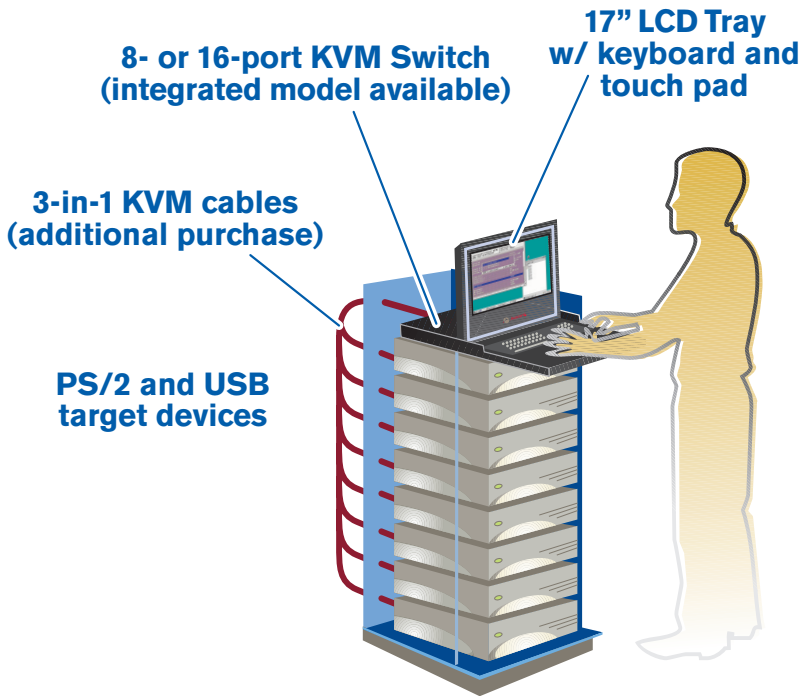 17” LCD Tray
w/ keyboard and
touch pad
8- or 16-port KVM Switch
(integrated model available)
3-in-1 KVM cables
(additional purchase)
PS/2 and USB
target devices